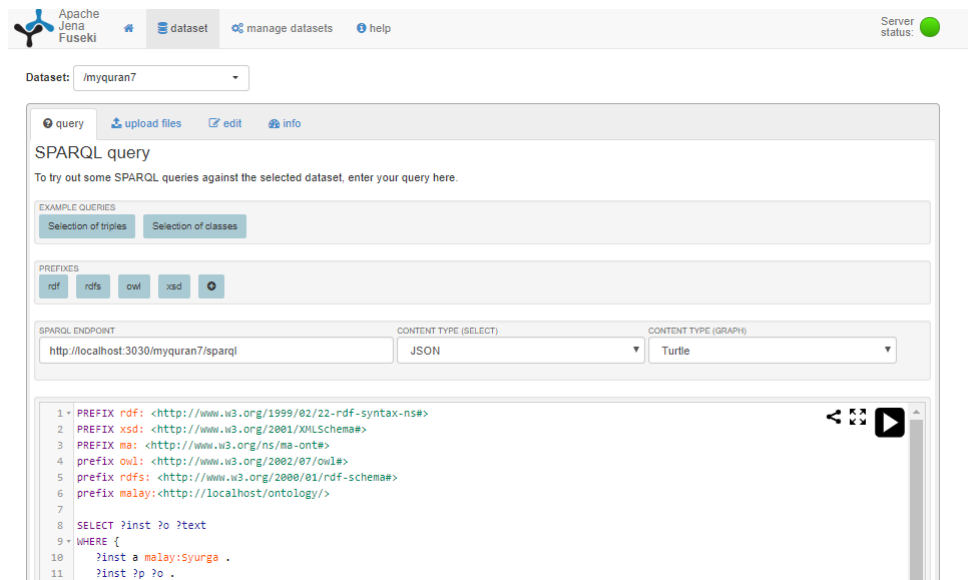 Apache
Jena
Fuseki
dataset
manage datasets
help
Server
status:
Dataset: /myquran7
query
upload files
edit
info
SPARQL query
To try out some SPARQL queries against the selected dataset, enter your query here.
EXAMPLE QUERIES
Selection of triples
Selection of classes
PREFIXES
rdf
rdfs
owl
xsd
SPARQL ENDPOINT
CONTENT TYPE (SELECT)
CONTENT TYPE (GRAPH)
http://localhost:3030/myquran7/sparql
JSON
Turtle
1 PREFIX rdf: <http://www.w3.org/1999/02/22-rdf-syntax-ns#>
2 PREFIX xsd: <http://www.w3.org/2001/XMLSchema#>
3 PREFIX ma: <http://www.w3.org/ns/ma-ont#>
4 prefix owl: <http://www.w3.org/2002/07/owl#>
5 prefix rdfs: <http://www.w3.org/2000/01/rdf-schema#>
6 prefix malay:<http://localhost/ontology/>
7
8 SELECT ?inst ?o ?text
9 WHERE {
10 ?inst a malay:Syurga .
11 ?inst ?p ?o .